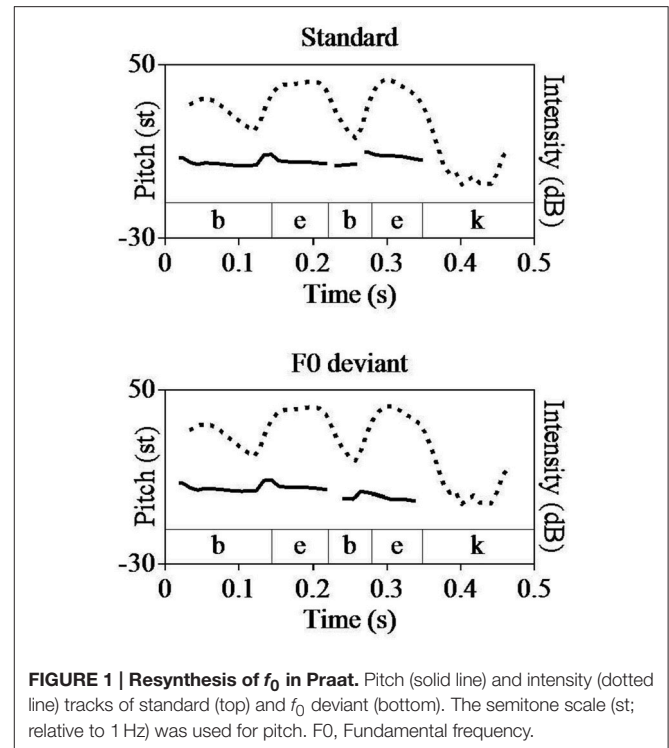 Standard
50
Pitch (st)
Intensity (dB)
b e b e k
-30
0 0.1 0.2 0.3 0.4 0.5
Time (s)
F0 deviant
50
Pitch (st)
Intensity (dB)
b e b e k
-30
0 0.1 0.2 0.3 0.4 0.5
Time (s)
FIGURE 1 | Resynthesis of f0 in Praat. Pitch (solid line) and intensity (dotted
line) tracks of standard (top) and f0 deviant (bottom). The semitone scale (st;
relative to 1 Hz) was used for pitch. F0, Fundamental frequency.